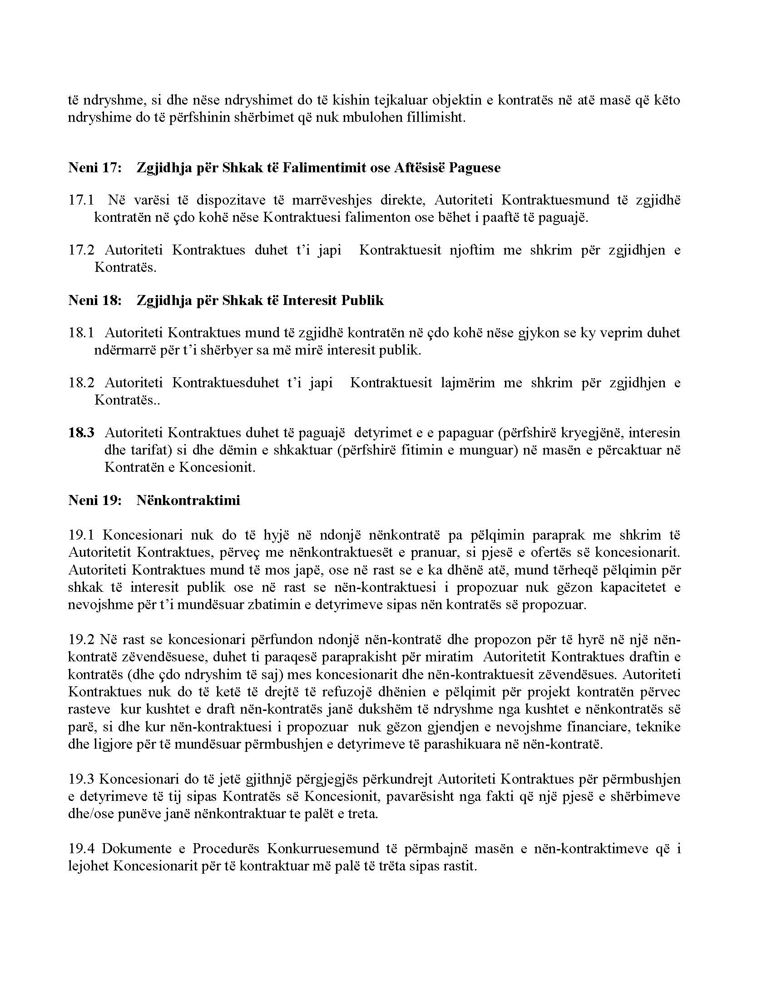 të ndryshme, si dhe nëse ndryshimet do të kishin tejkaluar objektin e kontratës në atë masë që këto
ndryshime do të përfshinin shërbimet që nuk mbulohen fillimisht.
Neni 17: Zgjidhja për Shkak të Falimentimit ose Aftësisë Paguese
17.1 Në varësi të dispozitave të marrëveshjes direkte, Autoriteti Kontraktuesmund të zgjidhë
kontratën në çdo kohë nëse Kontraktuesi falimenton ose bëhet i paaftë të paguajë.
17.2 Autoriteti Kontraktues duhet t’i japi Kontraktuesit njoftim me shkrim për zgjidhjen e
Kontratës.
Neni 18: Zgjidhja për Shkak të Interesit Publik
18.1 Autoriteti Kontraktues mund të zgjidhë kontratën në çdo kohë nëse gjykon se ky veprim duhet
ndërmarrë për t’i shërbyer sa më mirë interesit publik.
18.2 Autoriteti Kontraktuesduhet t’i japi Kontraktuesit lajmërim me shkrim për zgjidhjen e
Kontratës..
18.3 Autoriteti Kontraktues duhet të paguajë detyrimet e e papaguar (përfshirë kryegjënë, interesin
dhe tarifat) si dhe dëmin e shkaktuar (përfshirë fitimin e munguar) në masën e përcaktuar në
Kontratën e Koncesionit.
Neni 19: Nënkontraktimi
19.1 Koncesionari nuk do të hyjë në ndonjë nënkontratë pa pëlqimin paraprak me shkrim të
Autoritetit Kontraktues, përveç me nënkontraktuesët e pranuar, si pjesë e ofertës së koncesionarit.
Autoriteti Kontraktues mund të mos japë, ose në rast se e ka dhënë atë, mund tërheqë pëlqimin për
shkak të interesit publik ose në rast se nën-kontraktuesi i propozuar nuk gëzon kapacitetet e
nevojshme për t’i mundësuar zbatimin e detyrimeve sipas nën kontratës së propozuar.
19.2 Në rast se koncesionari përfundon ndonjë nën-kontratë dhe propozon për të hyrë në një nën-
kontratë zëvendësuese, duhet ti paraqesë paraprakisht për miratim Autoritetit Kontraktues draftin e
kontratës (dhe çdo ndryshim të saj) mes koncesionarit dhe nën-kontraktuesit zëvendësues. Autoriteti
Kontraktues nuk do të ketë të drejtë të refuzojë dhënien e pëlqimit për projekt kontratën përvec
rasteve kur kushtet e draft nën-kontratës janë dukshëm të ndryshme nga kushtet e nënkontratës së
parë, si dhe kur nën-kontraktuesi i propozuar nuk gëzon gjendjen e nevojshme financiare, teknike
dhe ligjore për të mundësuar përmbushjen e detyrimeve të parashikuara në nën-kontratë.
19.3 Koncesionari do të jetë gjithnjë përgjegjës përkundrejt Autoriteti Kontraktues për përmbushjen
e detyrimeve të tij sipas Kontratës së Koncesionit, pavarësisht nga fakti që një pjesë e shërbimeve
dhe/ose punëve janë nënkontraktuar te palët e treta.
19.4 Dokumente e Procedurës Konkurruesemund të përmbajnë masën e nën-kontraktimeve që i
lejohet Koncesionarit për të kontraktuar më palë të trëta sipas rastit.